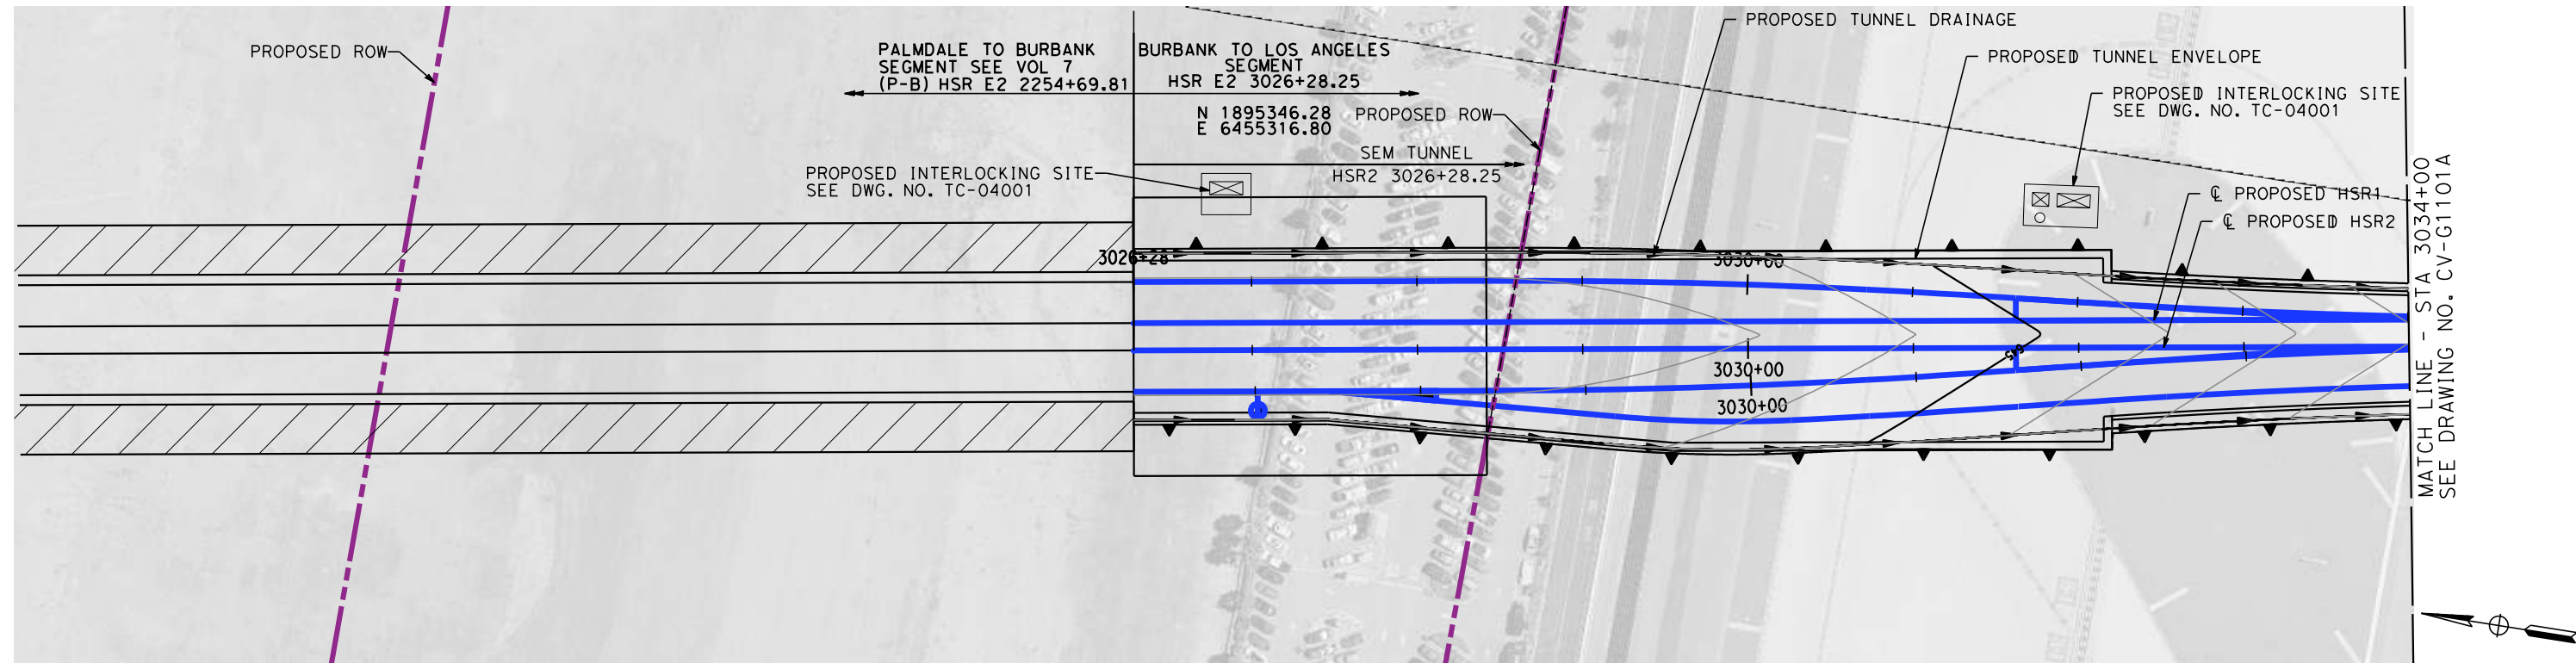 PROPOSED ROW
PALMDALE TO BURBANK
SEGMENT SEE VOL 7
(P-B) HSR E2 2254+69.81
BURBANK TO LOS ANGELES
SEGMENT
HSR E2 3026+28.25
N 1895346.28
E 6455316.80
PROPOSED ROW
SEM TUNNEL
HSR2 3026+28.25
PROPOSED INTERLOCKING SITE
SEE DWG. NO. TC-04001
PROPOSED TUNNEL DRAINAGE
PROPOSED TUNNEL ENVELOPE
PROPOSED INTERLOCKING SITE
SEE DWG. NO. TC-04001
℄ PROPOSED HSR1
℄ PROPOSED HSR2
3026+28
3030+00
3030+00
3030+00
645
MATCH LINE - STA 3034+00
SEE DRAWING NO. CV-G1101A